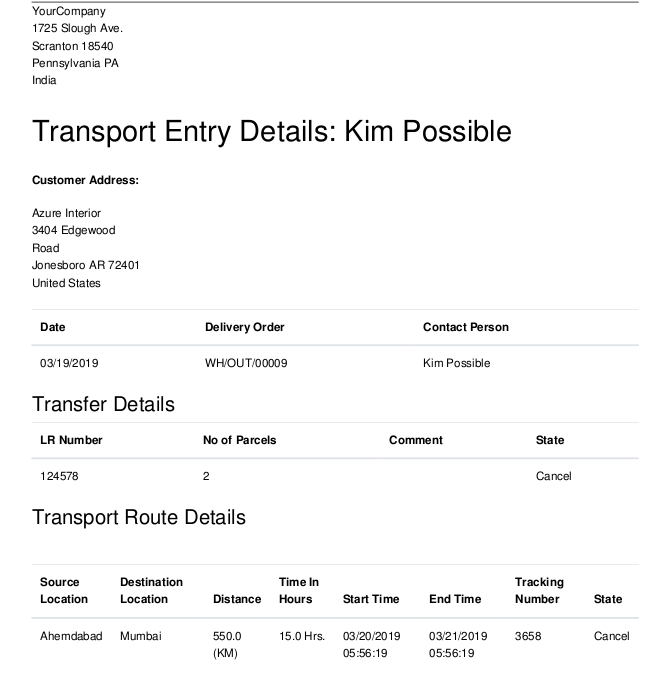 YourCompany
1725 Slough Ave.
Scranton 18540
Pennsylvania PA
India
Transport Entry Details: Kim Possible
Customer Address:
Azure Interior
3404 Edgewood
Road
Jonesboro AR 72401
United States
Date Delivery Order Contact Person
03/19/2019 WH/OUT/00009 Kim Possible
Transfer Details
LR Number No of Parcels Comment State
124578 2 Cancel
Transport Route Details
Source Destination Time In Tracking
Location Location Distance Hours Start Time End Time Number State
Ahemdabad Mumbai 550.0 15.0 Hrs. 03/20/2019 03/21/2019 3658 Cancel
(KM) 05:56:19 05:56:19